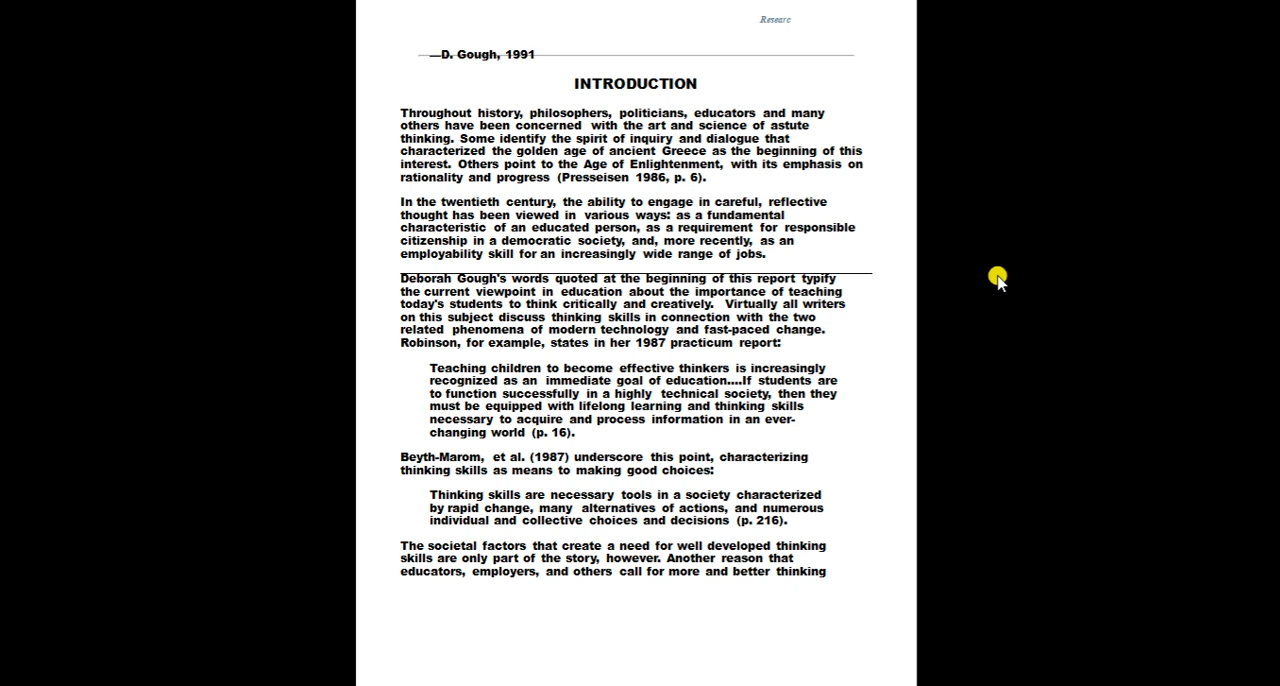 Researc
—D. Gough, 1991
INTRODUCTION
Throughout history, philosophers, politicians, educators and many
others have been concerned with the art and science of astute
thinking. Some identify the spirit of inquiry and dialogue that
characterized the golden age of ancient Greece as the beginning of this
interest. Others point to the Age of Enlightenment, with its emphasis on
rationality and progress (Presseisen 1986, p. 6).
In the twentieth century, the ability to engage in careful, reflective
thought has been viewed in various ways: as a fundamental
characteristic of an educated person, as a requirement for responsible
citizenship in a democratic society, and, more recently, as an
employability skill for an increasingly wide range of jobs.
Deborah Gough's words quoted at the beginning of this report typify
the current viewpoint in education about the importance of teaching
today's students to think critically and creatively. Virtually all writers
on this subject discuss thinking skills in connection with the two
related phenomena of modern technology and fast-paced change.
Robinson, for example, states in her 1987 practicum report:
Teaching children to become effective thinkers is increasingly
recognized as an immediate goal of education....If students are
to function successfully in a highly technical society, then they
must be equipped with lifelong learning and thinking skills
necessary to acquire and process information in an ever-
changing world (p. 16).
Beyth-Marom, et al. (1987) underscore this point, characterizing
thinking skills as means to making good choices:
Thinking skills are necessary tools in a society characterized
by rapid change, many alternatives of actions, and numerous
individual and collective choices and decisions (p. 216).
The societal factors that create a need for well developed thinking
skills are only part of the story, however. Another reason that
educators, employers, and others call for more and better thinking